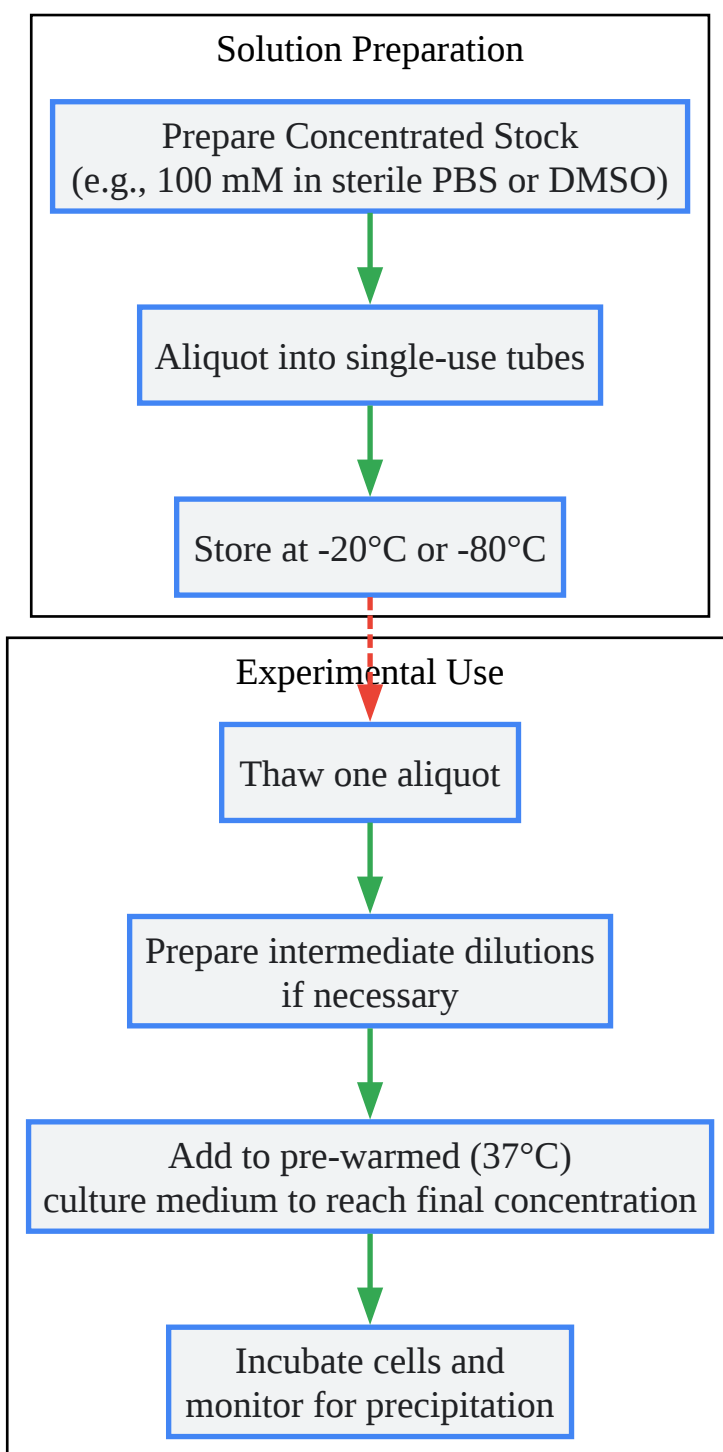 Solution Preparation
Prepare Concentrated Stock
(e.g., 100 mM in sterile PBS or DMSO)
Aliquot into single-use tubes
Store at -20°C or -80°C
Experimental Use
Thaw one aliquot
Prepare intermediate dilutions
if necessary
Add to pre-warmed (37°C)
culture medium to reach final concentration
Incubate cells and
monitor for precipitation